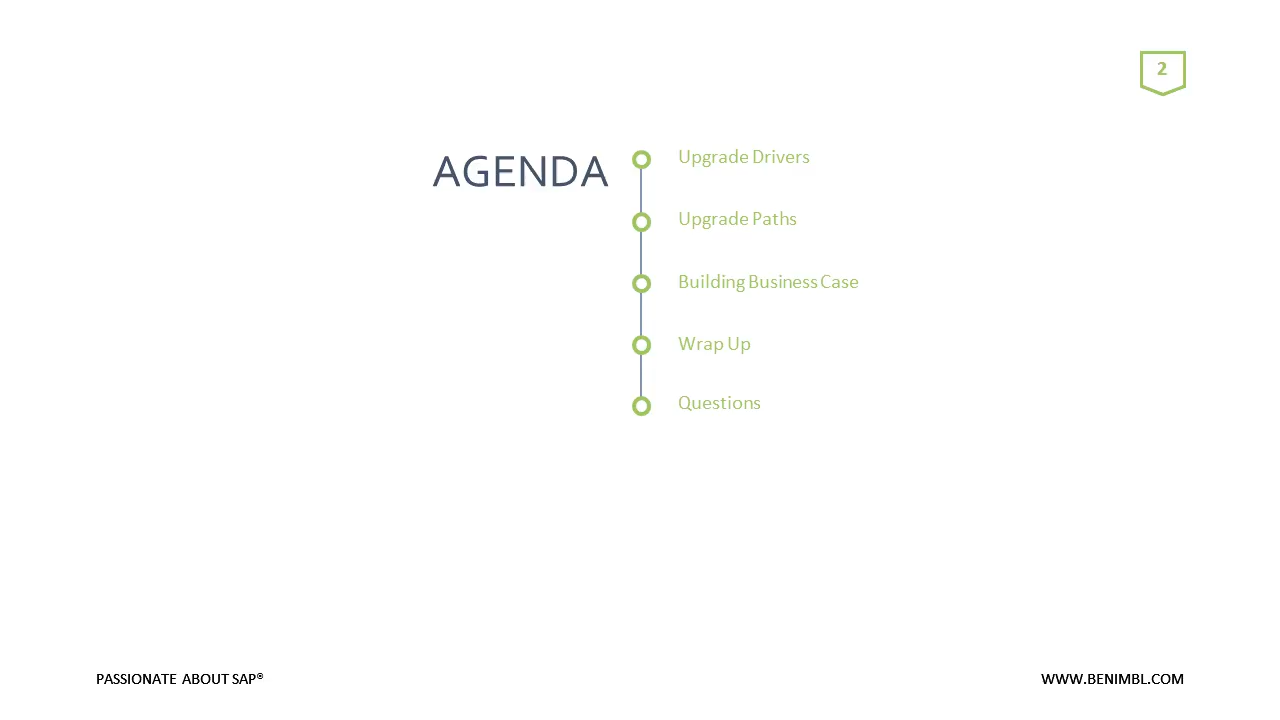 2
AGENDA
Upgrade Drivers
Upgrade Paths
Building Business Case
Wrap Up
Questions
PASSIONATE ABOUT SAP®
WWW.BENIMBL.COM